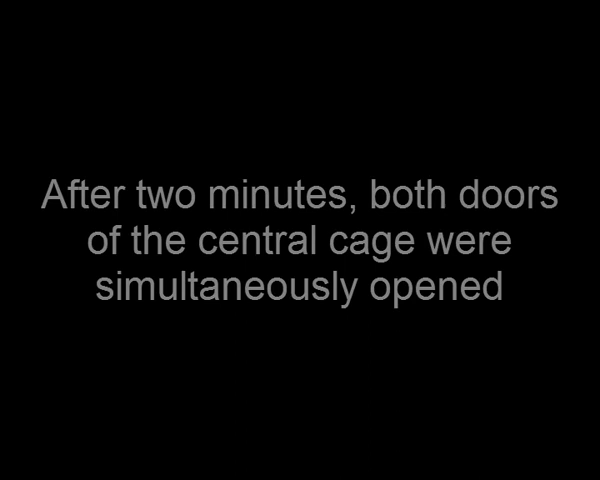 After two minutes, both doors
of the central cage were
simultaneously opened